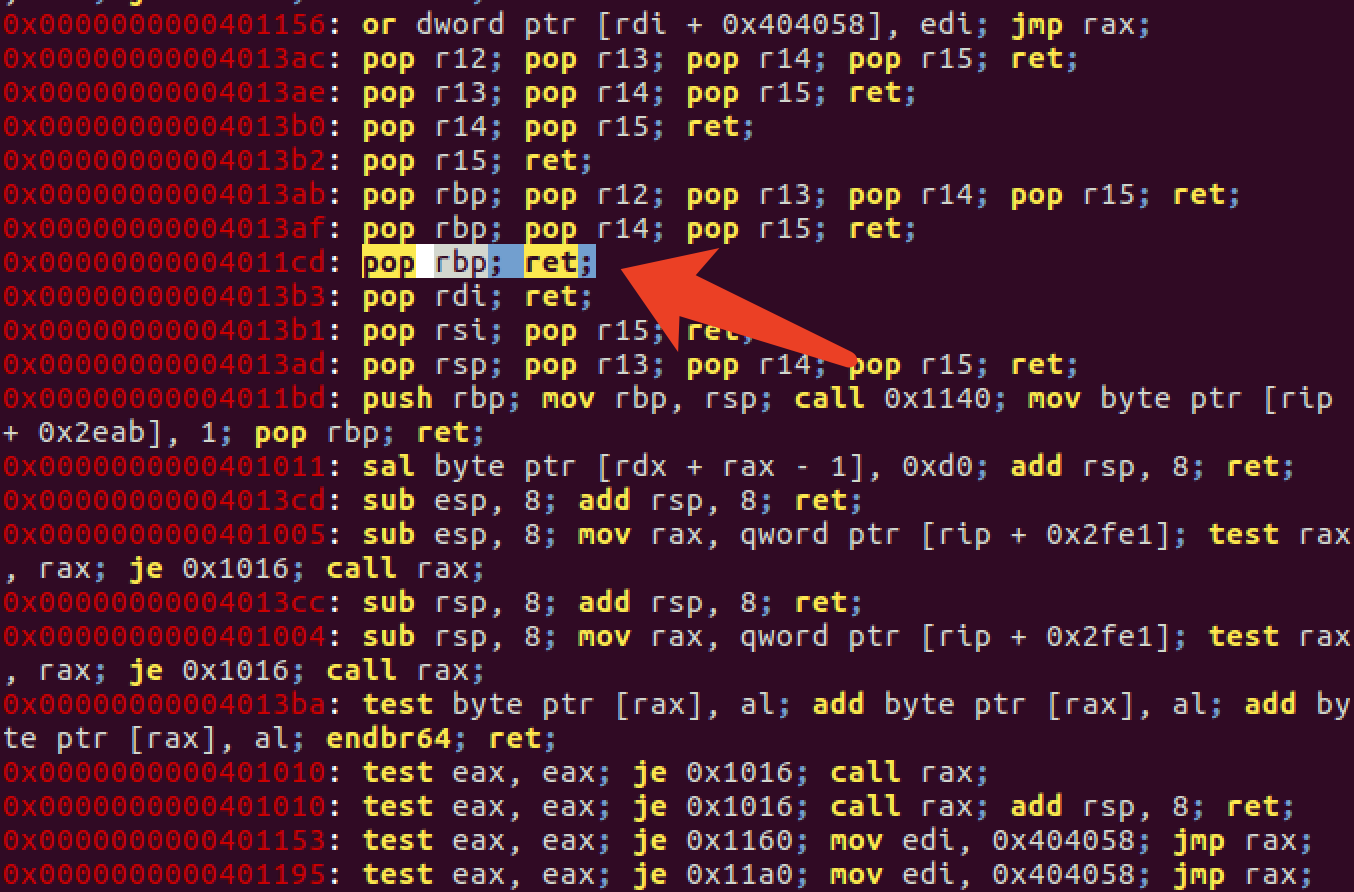 0x0000000000401156: or dword ptr [rdi + 0x404058], edi; jmp rax;
0x00000000004013ac: pop r12; pop r13; pop r14; pop r15; ret;
0x00000000004013ae: pop r13; pop r14; pop r15; ret;
0x00000000004013b0: pop r14; pop r15; ret;
0x00000000004013b2: pop r15; ret;
0x00000000004013ab: pop rbp; pop r12; pop r13; pop r14; pop r15; ret;
0x00000000004013af: pop rbp; pop r14; pop r15; ret;
0x00000000004011cd: pop rbp; ret;
0x00000000004013b3: pop rdi; ret;
0x00000000004013b1: pop rsi; pop r15; ret;
0x00000000004013ad: pop rsp; pop r13; pop r14; pop r15; ret;
0x00000000004011bd: push rbp; mov rbp, rsp; call 0x1140; mov byte ptr [rip
+ 0x2eab], 1; pop rbp; ret;
0x0000000000401011: sal byte ptr [rdx + rax - 1], 0xd0; add rsp, 8; ret;
0x00000000004013cd: sub esp, 8; add rsp, 8; ret;
0x0000000000401005: sub esp, 8; mov rax, qword ptr [rip + 0x2fe1]; test rax
, rax; je 0x1016; call rax;
0x00000000004013cc: sub rsp, 8; add rsp, 8; ret;
0x0000000000401004: sub rsp, 8; mov rax, qword ptr [rip + 0x2fe1]; test rax
, rax; je 0x1016; call rax;
0x00000000004013ba: test byte ptr [rax], al; add byte ptr [rax], al; add by
te ptr [rax], al; endbr64; ret;
0x0000000000401010: test eax, eax; je 0x1016; call rax;
0x0000000000401010: test eax, eax; je 0x1016; call rax; add rsp, 8; ret;
0x0000000000401153: test eax, eax; je 0x1160; mov edi, 0x404058; jmp rax;
0x0000000000401195: test eax, eax; je 0x11a0; mov edi, 0x404058; jmp rax;